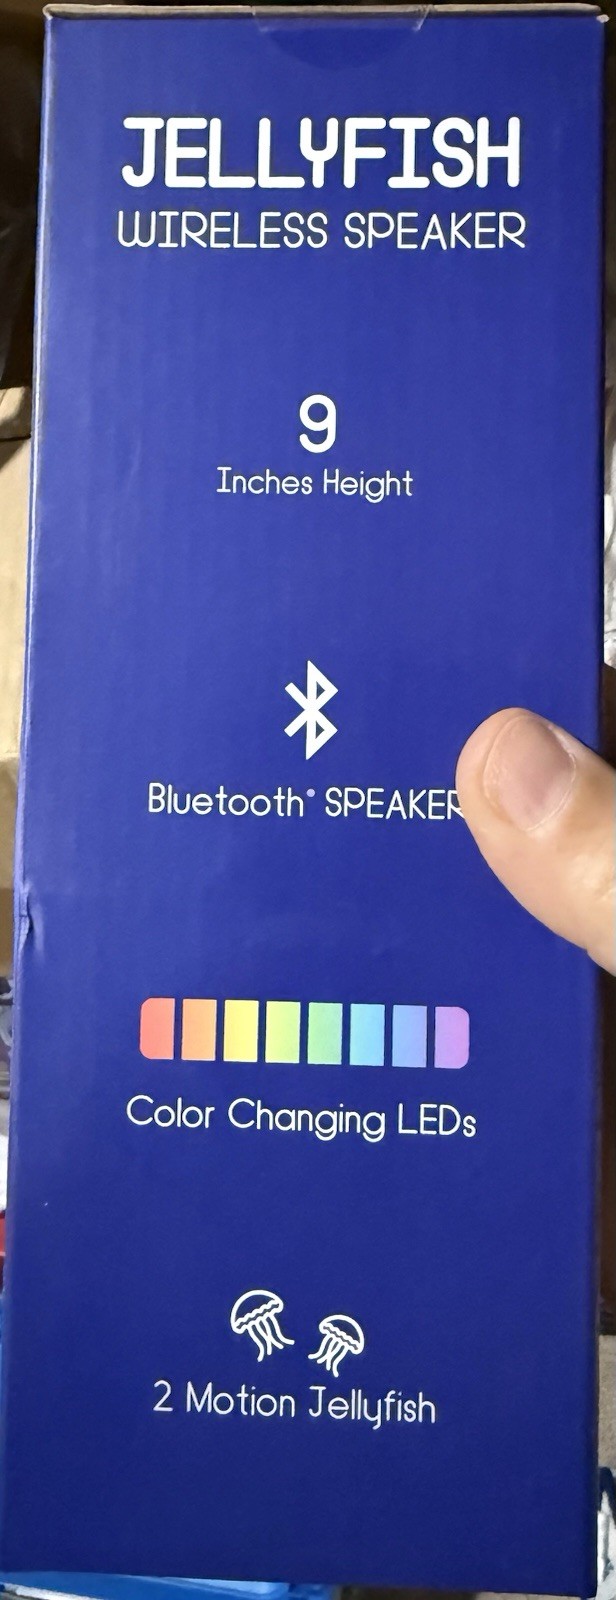 JELLYFISH
WIRELESS SPEAKER
9
Inches Height
Bluetooth® SPEAKER
Color Changing LEDs
2 Motion Jellyfish